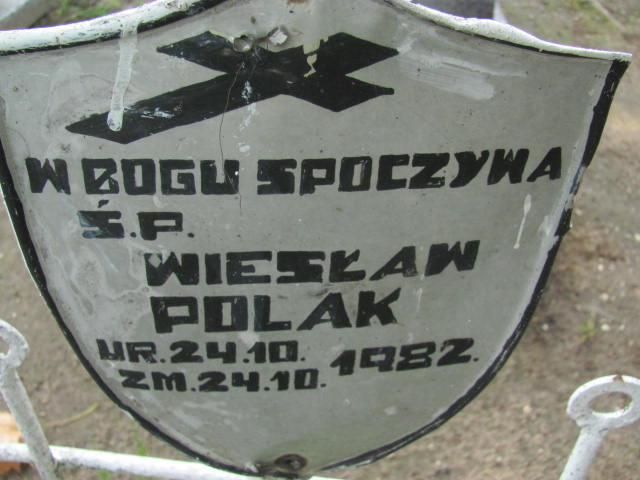 W BOGU SPOCZYWA
Ś.P.
WIESŁAW
POLAK
UR.24.10. 1982.
ZM.24.10.